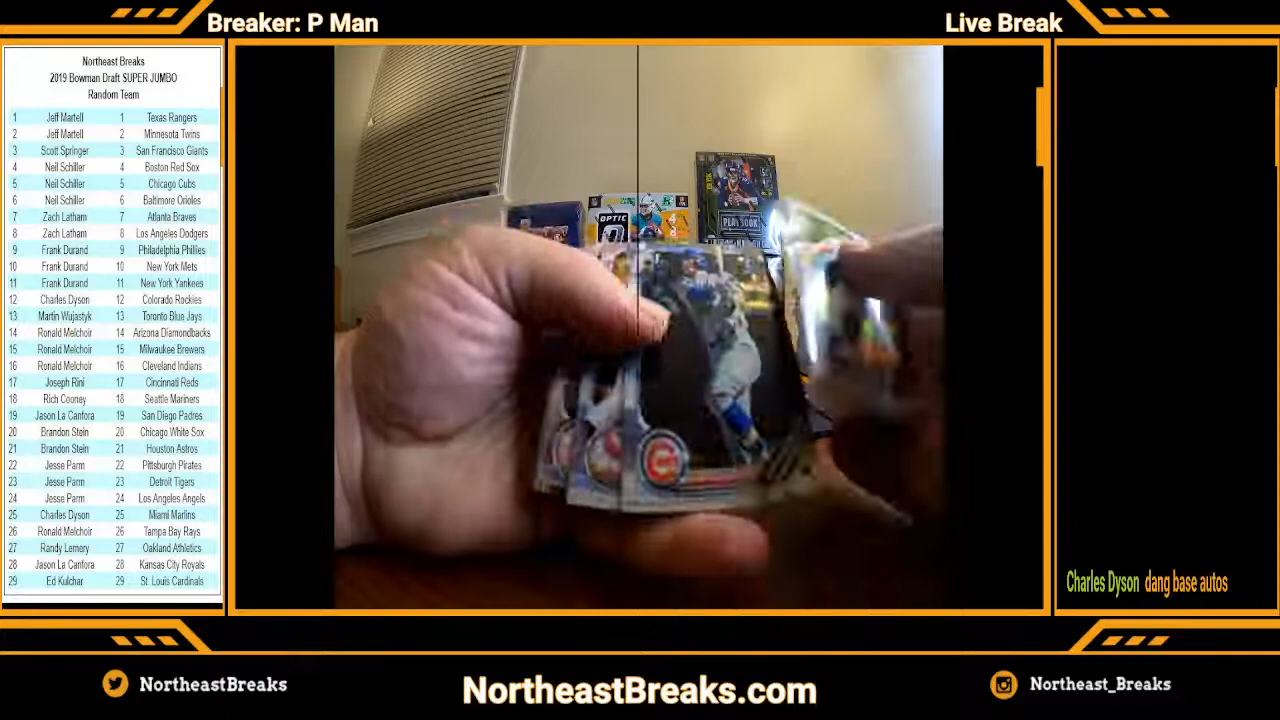 Breaker: P Man
Live Break
Northeast Breaks
2019 Bowman Draft SUPER JUMBO
Random Team
1 Jeff Martell 1 Texas Rangers
2 Jeff Martell 2 Minnesota Twins
3 Scott Springer 3 San Francisco Giants
4 Neil Schiller 4 Boston Red Sox
5 Neil Schiller 5 Chicago Cubs
6 Neil Schiller 6 Baltimore Orioles
7 Zach Latham 7 Atlanta Braves
8 Zach Latham 8 Los Angeles Dodgers
9 Frank Durand 9 Philadelphia Phillies
10 Frank Durand 10 New York Mets
11 Frank Durand 11 New York Yankees
12 Charles Dyson 12 Colorado Rockies
13 Martin Wujastyk 13 Toronto Blue Jays
14 Ronald Melchoir 14 Arizona Diamondbacks
15 Ronald Melchoir 15 Milwaukee Brewers
16 Ronald Melchoir 16 Cleveland Indians
17 Joseph Rini 17 Cincinnati Reds
18 Rich Cooney 18 Seattle Mariners
19 Jason La Canfora 19 San Diego Padres
20 Brandon Stein 20 Chicago White Sox
21 Brandon Stein 21 Houston Astros
22 Jesse Parm 22 Pittsburgh Pirates
23 Jesse Parm 23 Detroit Tigers
24 Jesse Parm 24 Los Angeles Angels
25 Charles Dyson 25 Miami Marlins
26 Ronald Melchoir 26 Tampa Bay Rays
27 Randy Lemery 27 Oakland Athletics
28 Jason La Canfora 28 Kansas City Royals
29 Ed Kulchar 29 St. Louis Cardinals
OPTIC
PLAYBOOK
Charles Dyson dang base autos
NortheastBreaks
NortheastBreaks.com
Northeast_Breaks